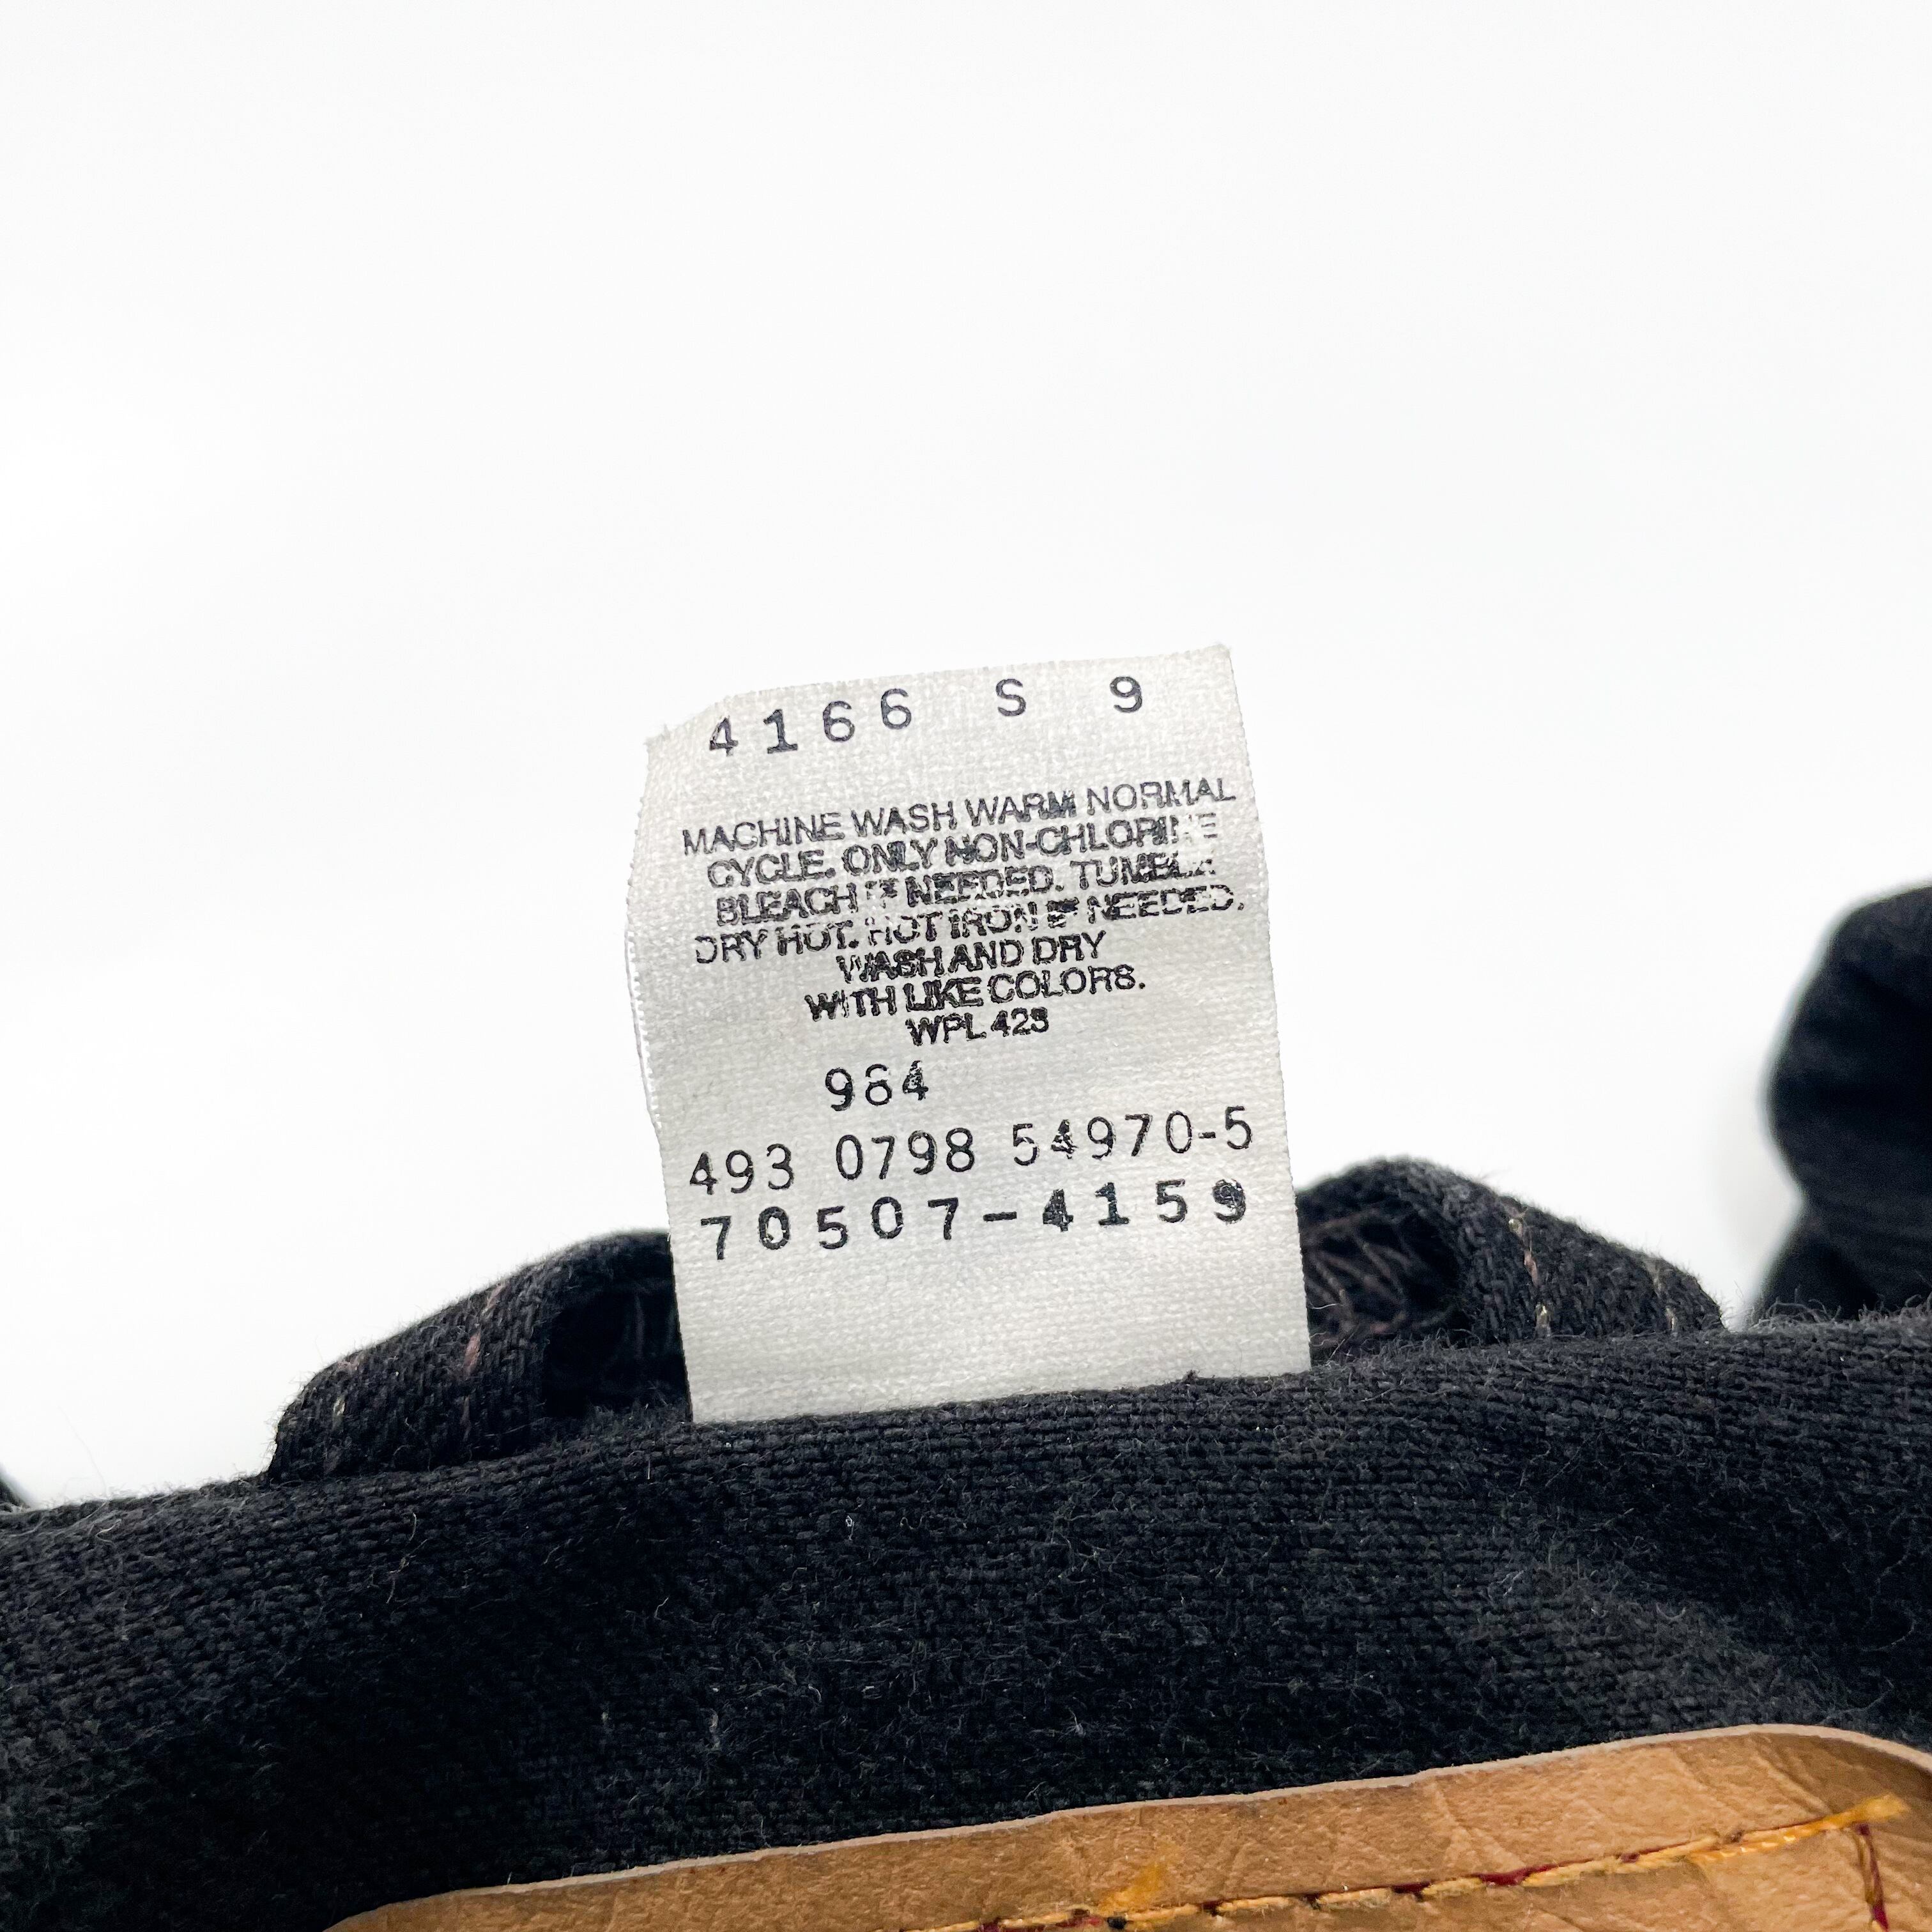 4166 S 9
MACHINE WASH WARM NORMAL
CYCLE. ONLY NON-CHLORINE
BLEACH IF NEEDED. TUMBLE
DRY HOT. HOT IRON IF NEEDED.
WASH AND DRY
WITH LIKE COLORS.
WPL 423
964
493 0798 54970-5
70507-4159